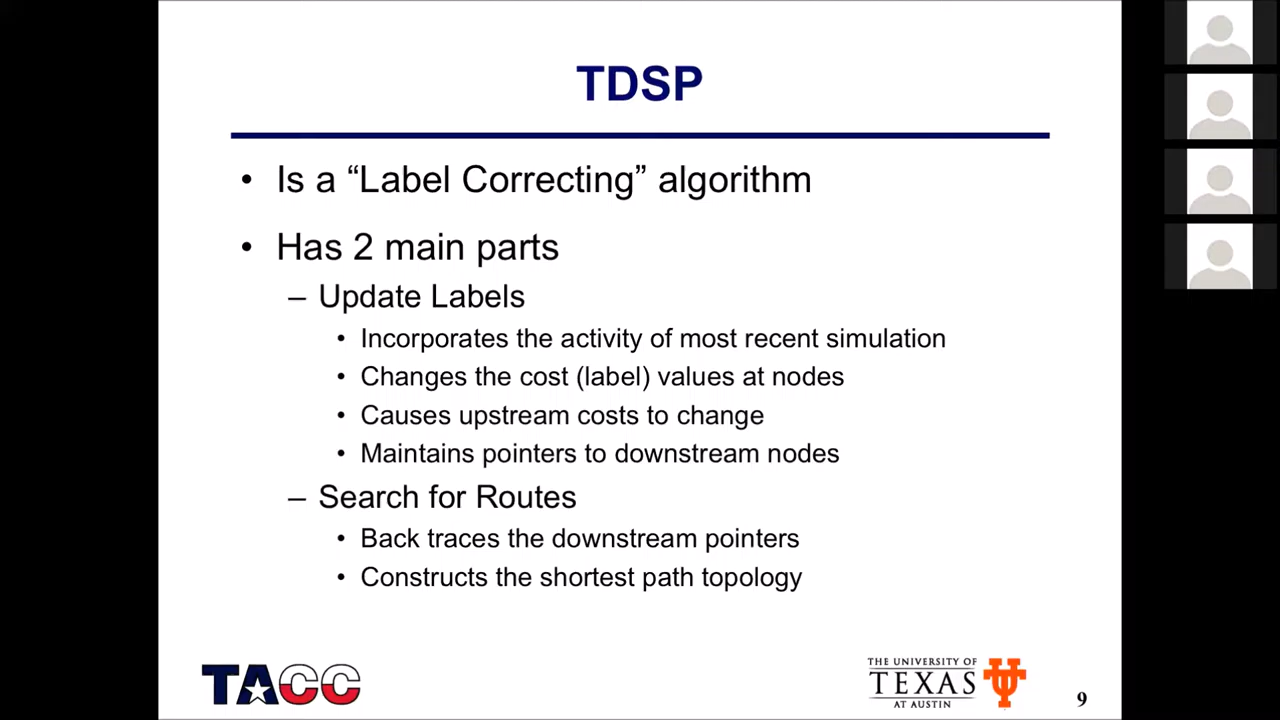 TDSP
• Is a “Label Correcting” algorithm
• Has 2 main parts
– Update Labels
• Incorporates the activity of most recent simulation
• Changes the cost (label) values at nodes
• Causes upstream costs to change
• Maintains pointers to downstream nodes
– Search for Routes
• Back traces the downstream pointers
• Constructs the shortest path topology
TACC
THE UNIVERSITY OF
TEXAS
AT AUSTIN
9